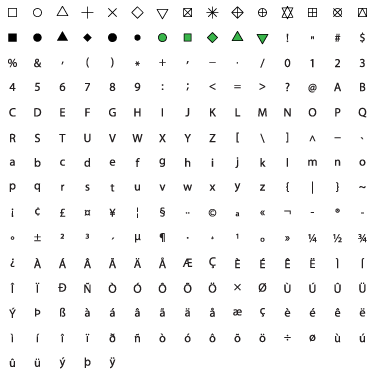 ! " # $
% & ' ( ) * + , - . / 0 1 2 3
4 5 6 7 8 9 : ; < = > ? @ A B
C D E F G H I J K L M N O P Q
R S T U V W X Y Z [ \ ] ^ _ `
a b c d e f g h i j k l m n o
p q r s t u v w x y z { | } ~
¡ ¢ £ ¤ ¥ ¦ § ¨ © ª « ¬ - ® ¯
° ± ² ³ ´ µ ¶ · ¸ ¹ º » ¼ ½ ¾
¿ À Á Â Ã Ä Å Æ Ç È É Ê Ë Ì Í
Î Ï Ð Ñ Ò Ó Ô Õ Ö × Ø Ù Ú Û Ü
Ý Þ ß à á â ã ä å æ ç è é ê ë
ì í î ï ð ñ ò ó ô õ ö ÷ ø ù ú
û ü ý þ ÿ